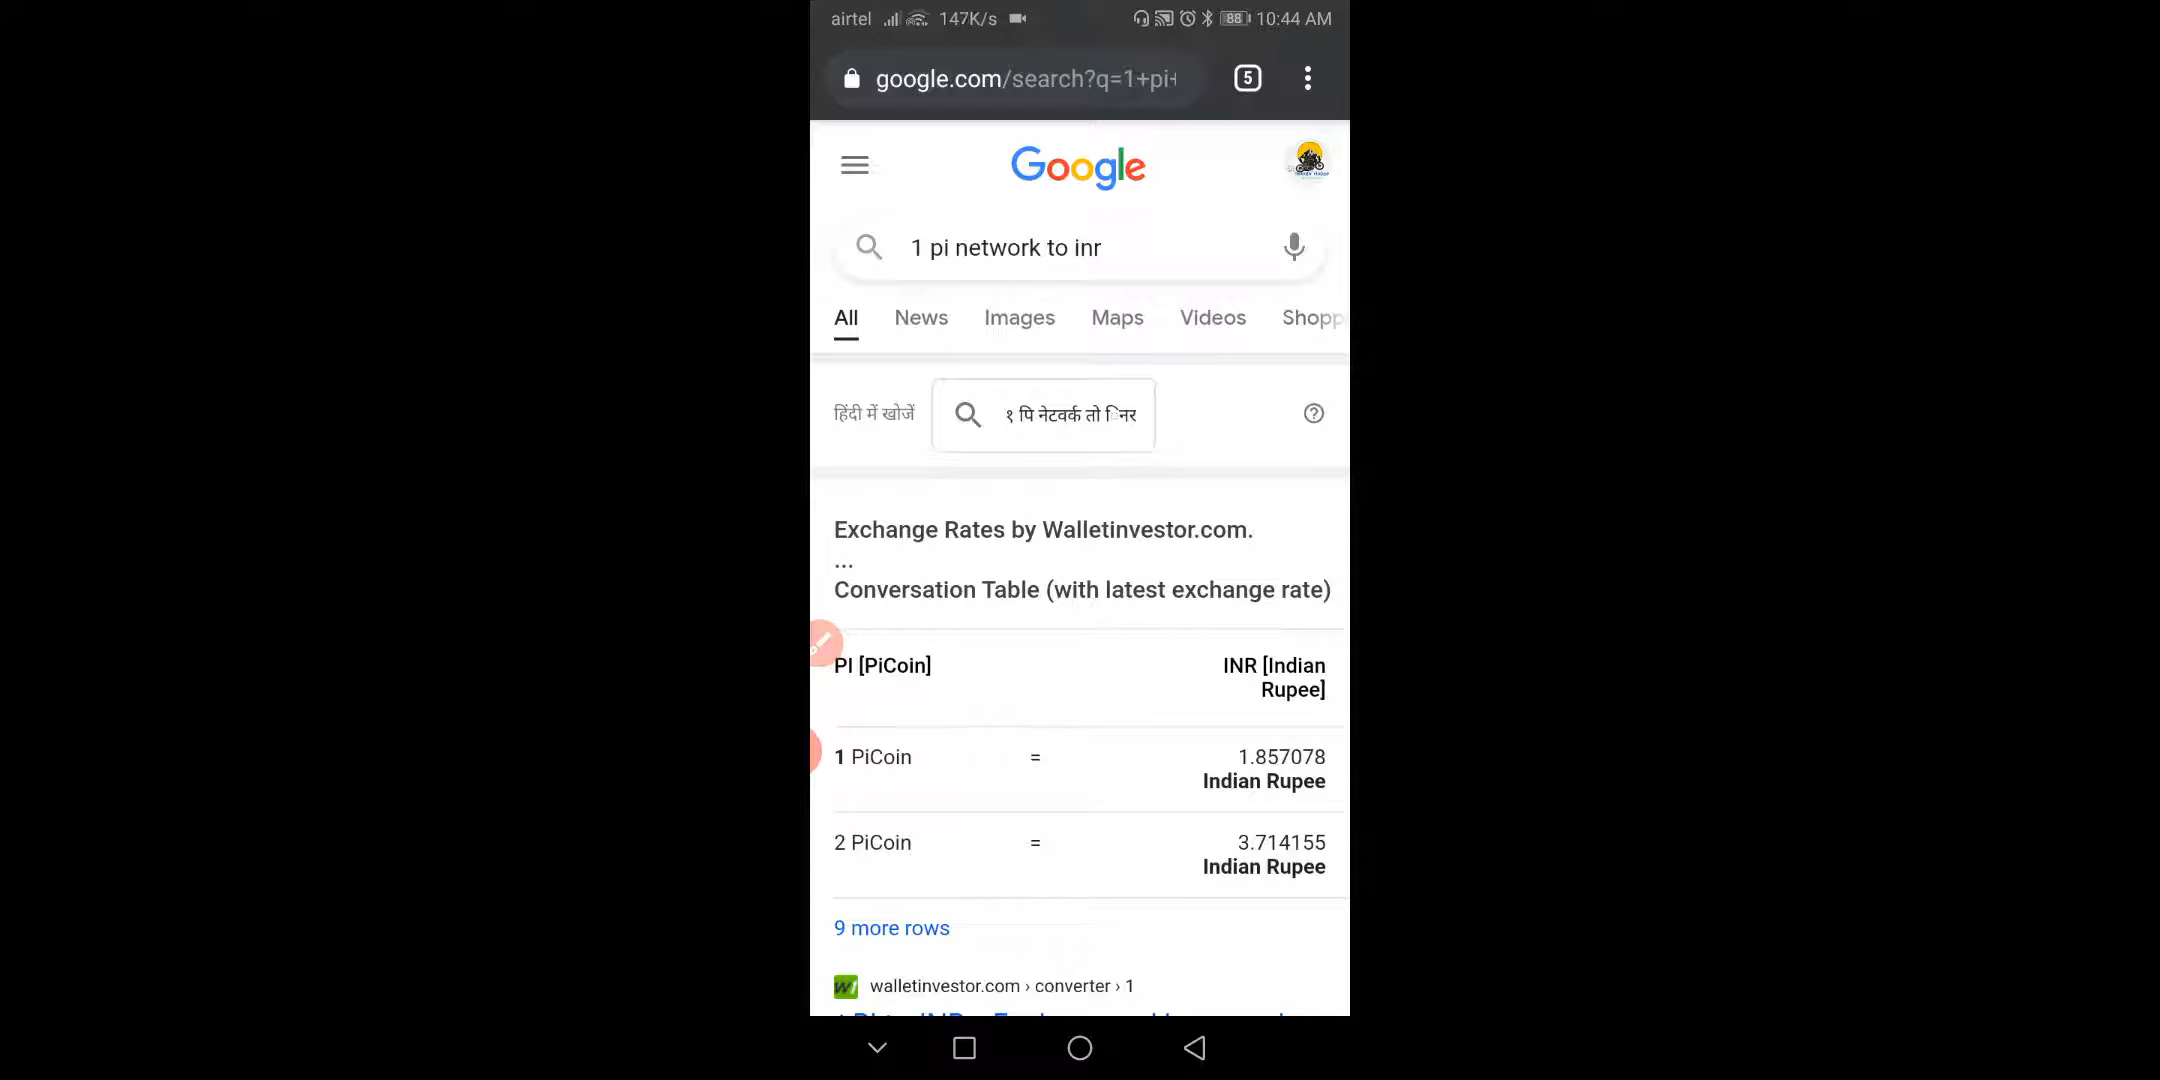 airtel 147K/s 88 10:44 AM
google.com/search?q=1+pi+ 5
Google
1 pi network to inr
All News Images Maps Videos Shopp
हिंदी में खोजें १ पि नेटवर्क तो िनर
Exchange Rates by Walletinvestor.com.
...
Conversation Table (with latest exchange rate)
PI [PiCoin] INR [Indian
Rupee]
1 PiCoin = 1.857078
Indian Rupee
2 PiCoin = 3.714155
Indian Rupee
9 more rows
walletinvestor.com › converter › 1